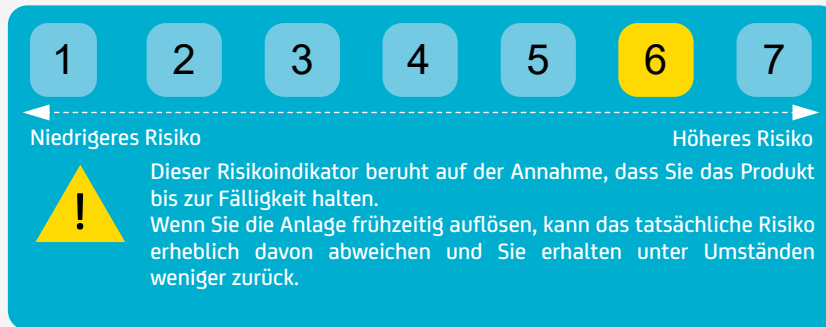 1 2 3 4 5 6 7
Niedrigeres Risiko Höheres Risiko
!
Dieser Risikoindikator beruht auf der Annahme, dass Sie das Produkt
bis zur Fälligkeit halten.
Wenn Sie die Anlage frühzeitig auflösen, kann das tatsächliche Risiko
erheblich davon abweichen und Sie erhalten unter Umständen
weniger zurück.